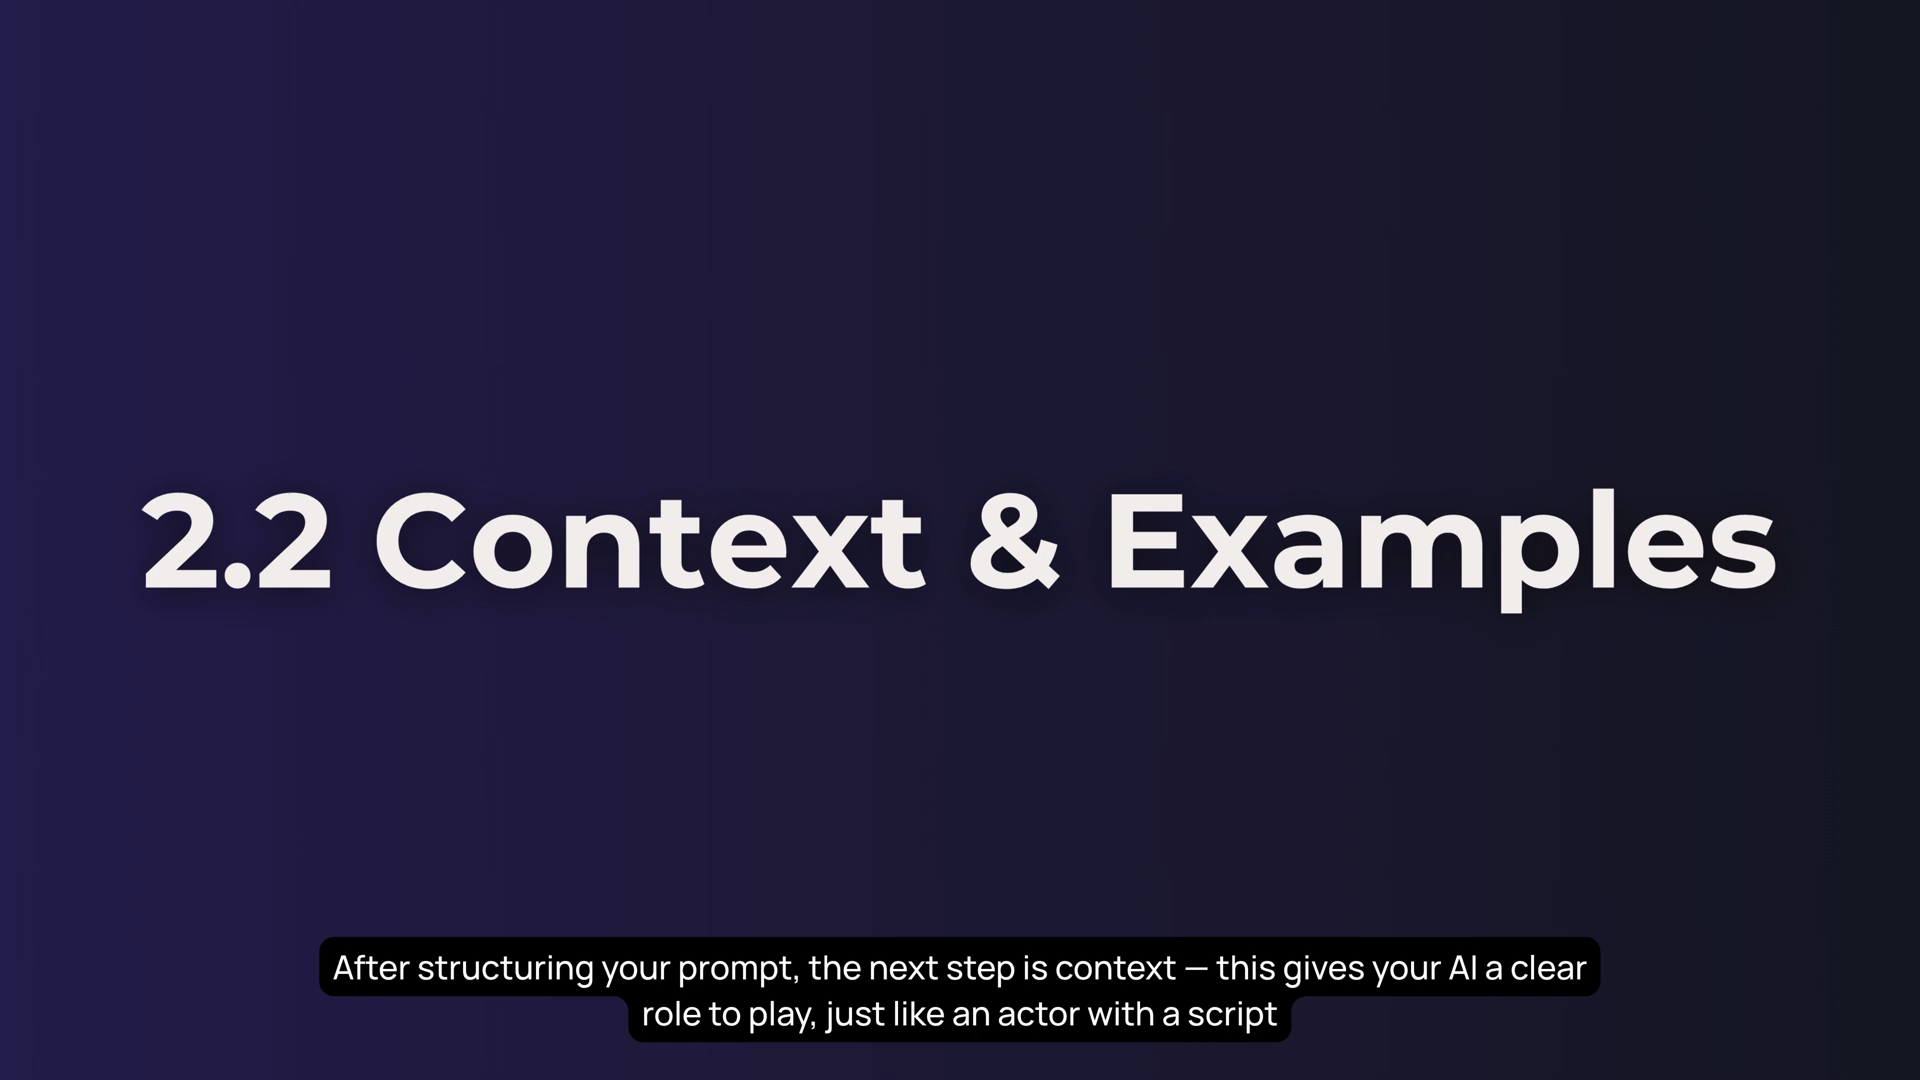 2.2 Context & Examples
After structuring your prompt, the next step is context — this gives your AI a clear
role to play, just like an actor with a script